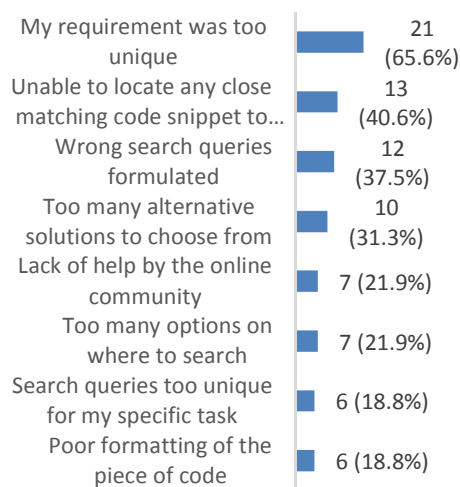 My requirement was too
unique
21
(65.6%)
Unable to locate any close
matching code snippet to...
13
(40.6%)
Wrong search queries
formulated
12
(37.5%)
Too many alternative
solutions to choose from
10
(31.3%)
Lack of help by the online
community
7 (21.9%)
Too many options on
where to search
7 (21.9%)
Search queries too unique
for my specific task
6 (18.8%)
Poor formatting of the
piece of code
6 (18.8%)